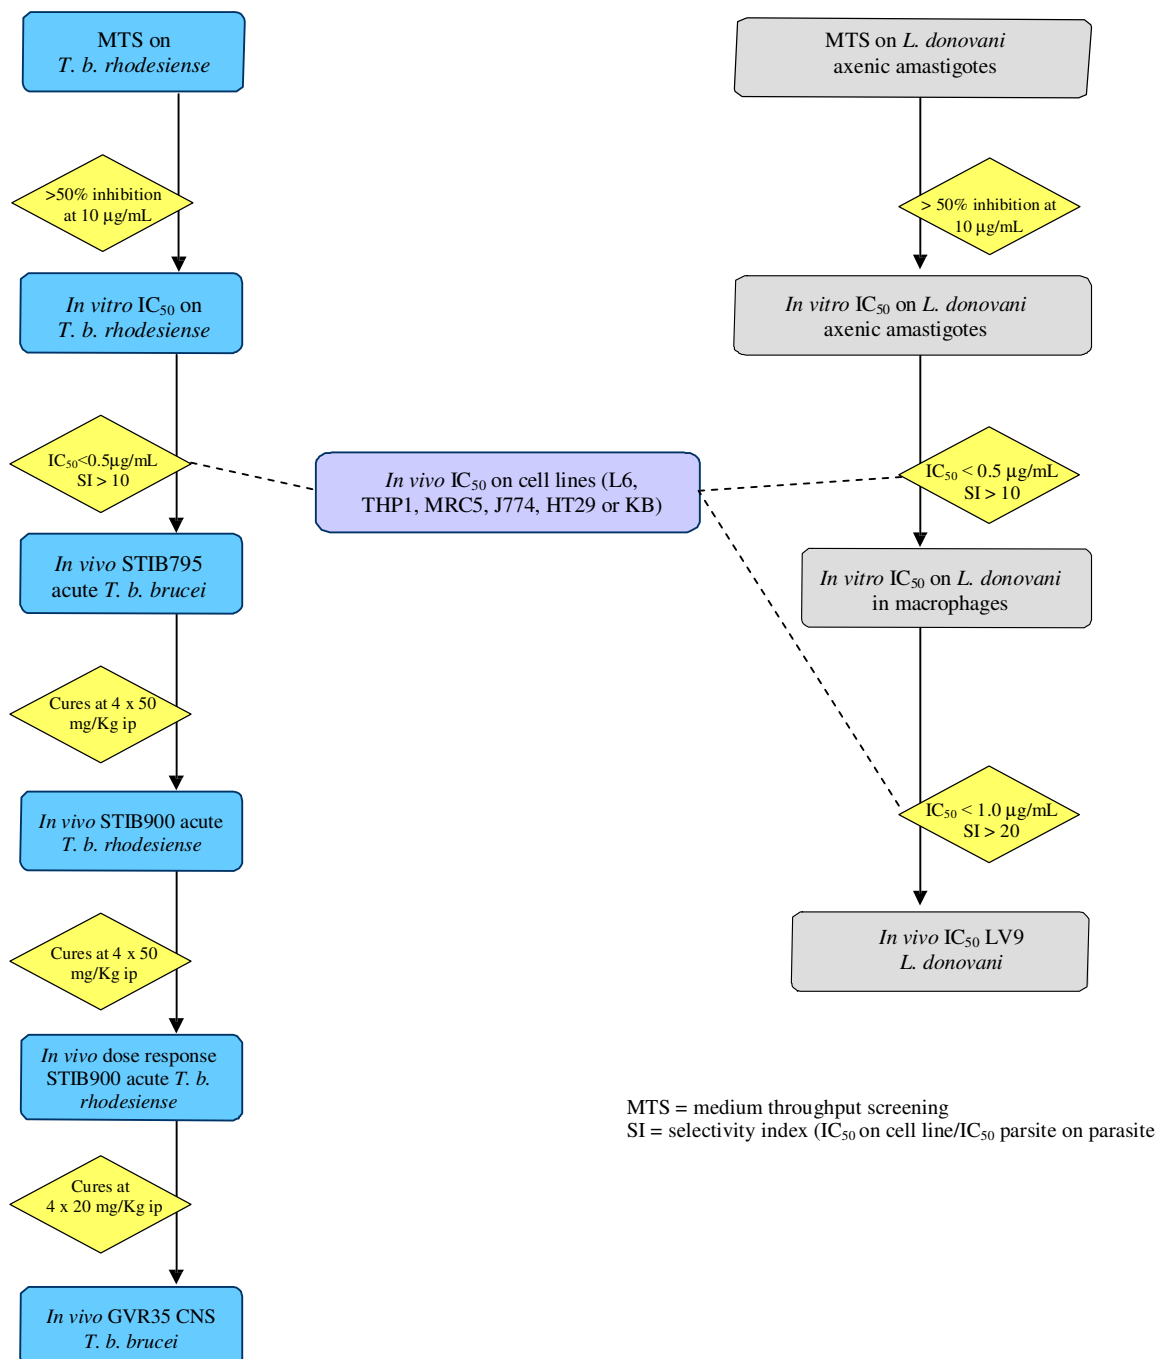 MTS on
T. b. rhodesiense
>50% inhibition
at 10 µg/mL
In vitro IC50 on
T. b. rhodesiense
IC50<0.5µg/mL
SI > 10
In vivo STIB795
acute T. b. brucei
Cures at 4 x 50
mg/Kg ip
In vivo STIB900 acute
T. b. rhodesiense
Cures at 4 x 50
mg/Kg ip
In vivo dose response
STIB900 acute T. b.
rhodesiense
Cures at
4 x 20 mg/Kg ip
In vivo GVR35 CNS
T. b. brucei
In vivo IC50 on cell lines (L6,
THP1, MRC5, J774, HT29 or KB)
MTS on L. donovani
axenic amastigotes
> 50% inhibition at
10 µg/mL
In vitro IC50 on L. donovani
axenic amastigotes
IC50 < 0.5 µg/mL
SI > 10
In vitro IC50 on L. donovani
in macrophages
IC50 < 1.0 µg/mL
SI > 20
In vivo IC50 LV9
L. donovani
MTS = medium throughput screening
SI = selectivity index (IC50 on cell line/IC50 parsite on parasite